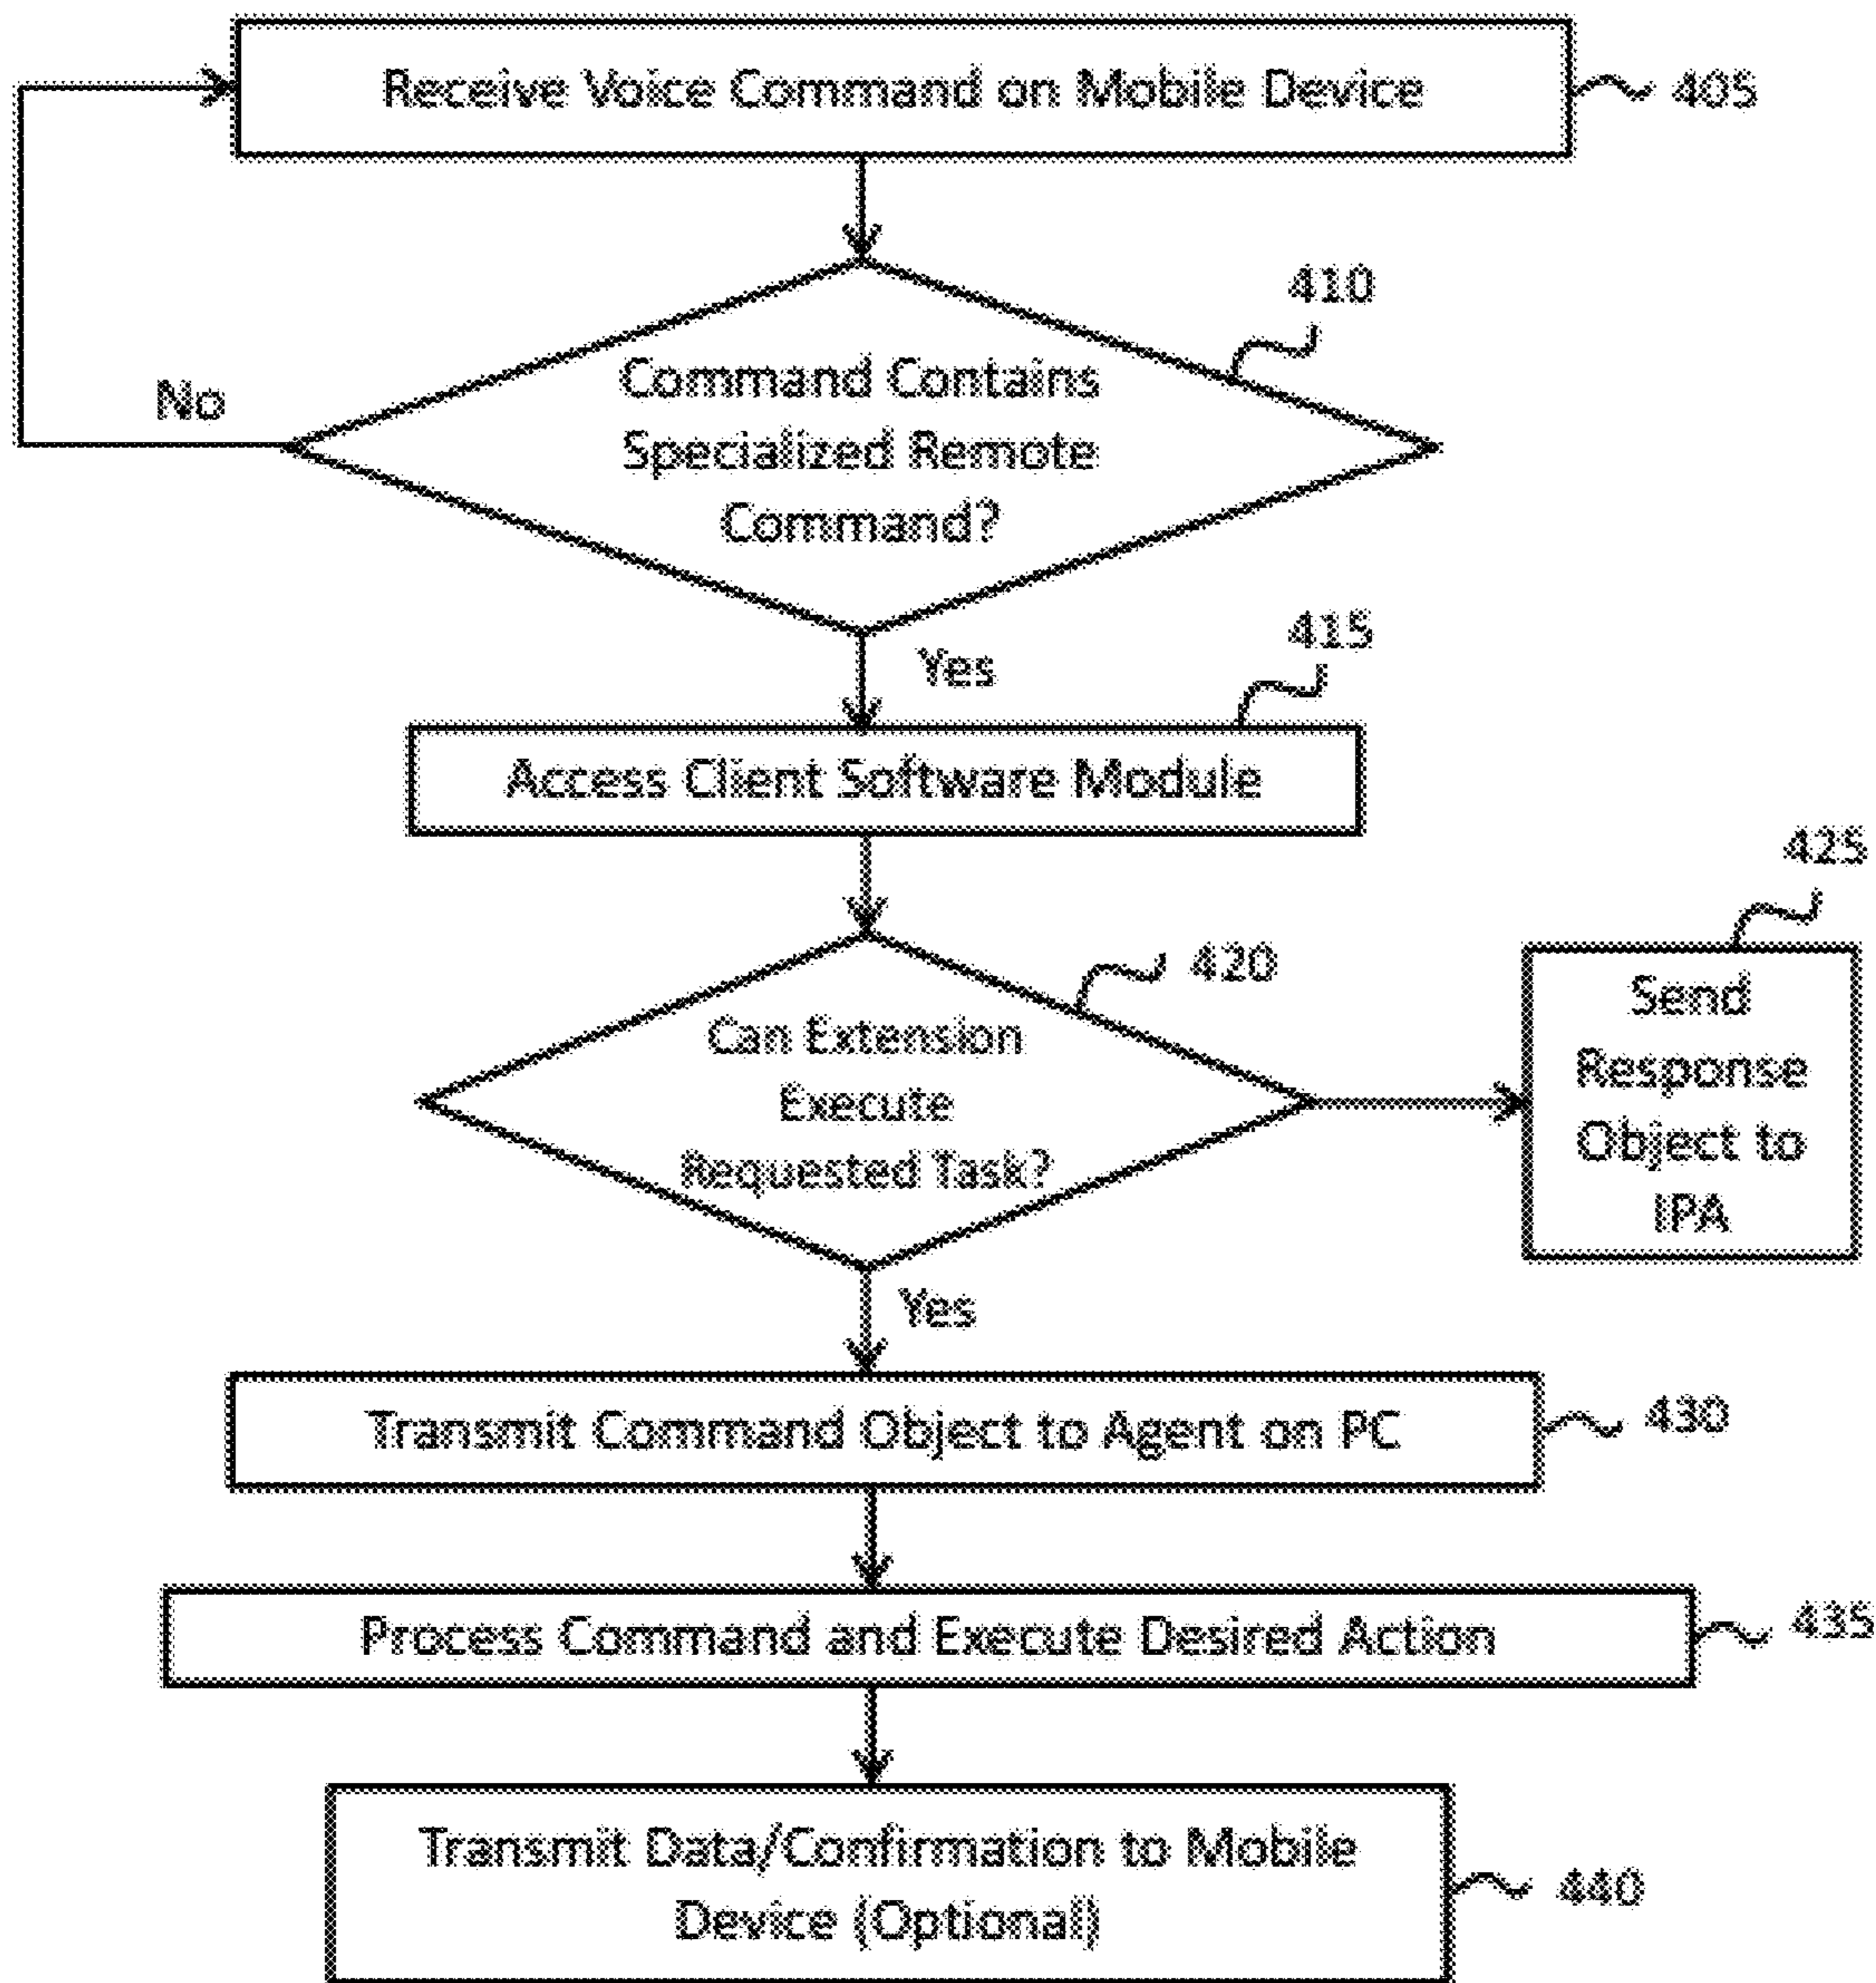 Receive Voice Command on Mobile Device
405
410
Command Contains
Specialized Remote
Command?
No
Yes
415
Access Client Software Module
425
420
Can Extension
Execute
Requested Task?
Send
Response
Object to
IPA
Yes
Transmit Command Object to Agent on PC
430
Process Command and Execute Desired Action
435
Transmit Data/Confirmation to Mobile
Device (Optional)
440